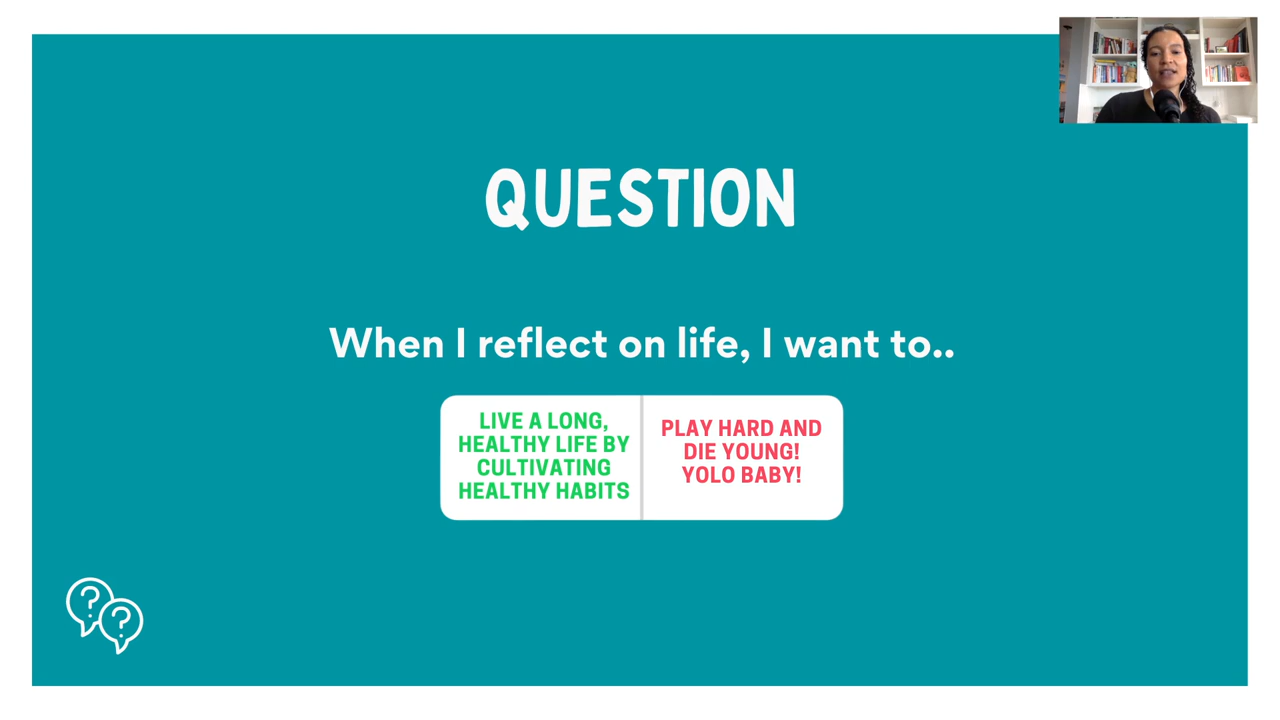 QUESTION
When I reflect on life, I want to..
LIVE A LONG,
HEALTHY LIFE BY
CULTIVATING
HEALTHY HABITS
PLAY HARD AND
DIE YOUNG!
YOLO BABY!
?
?